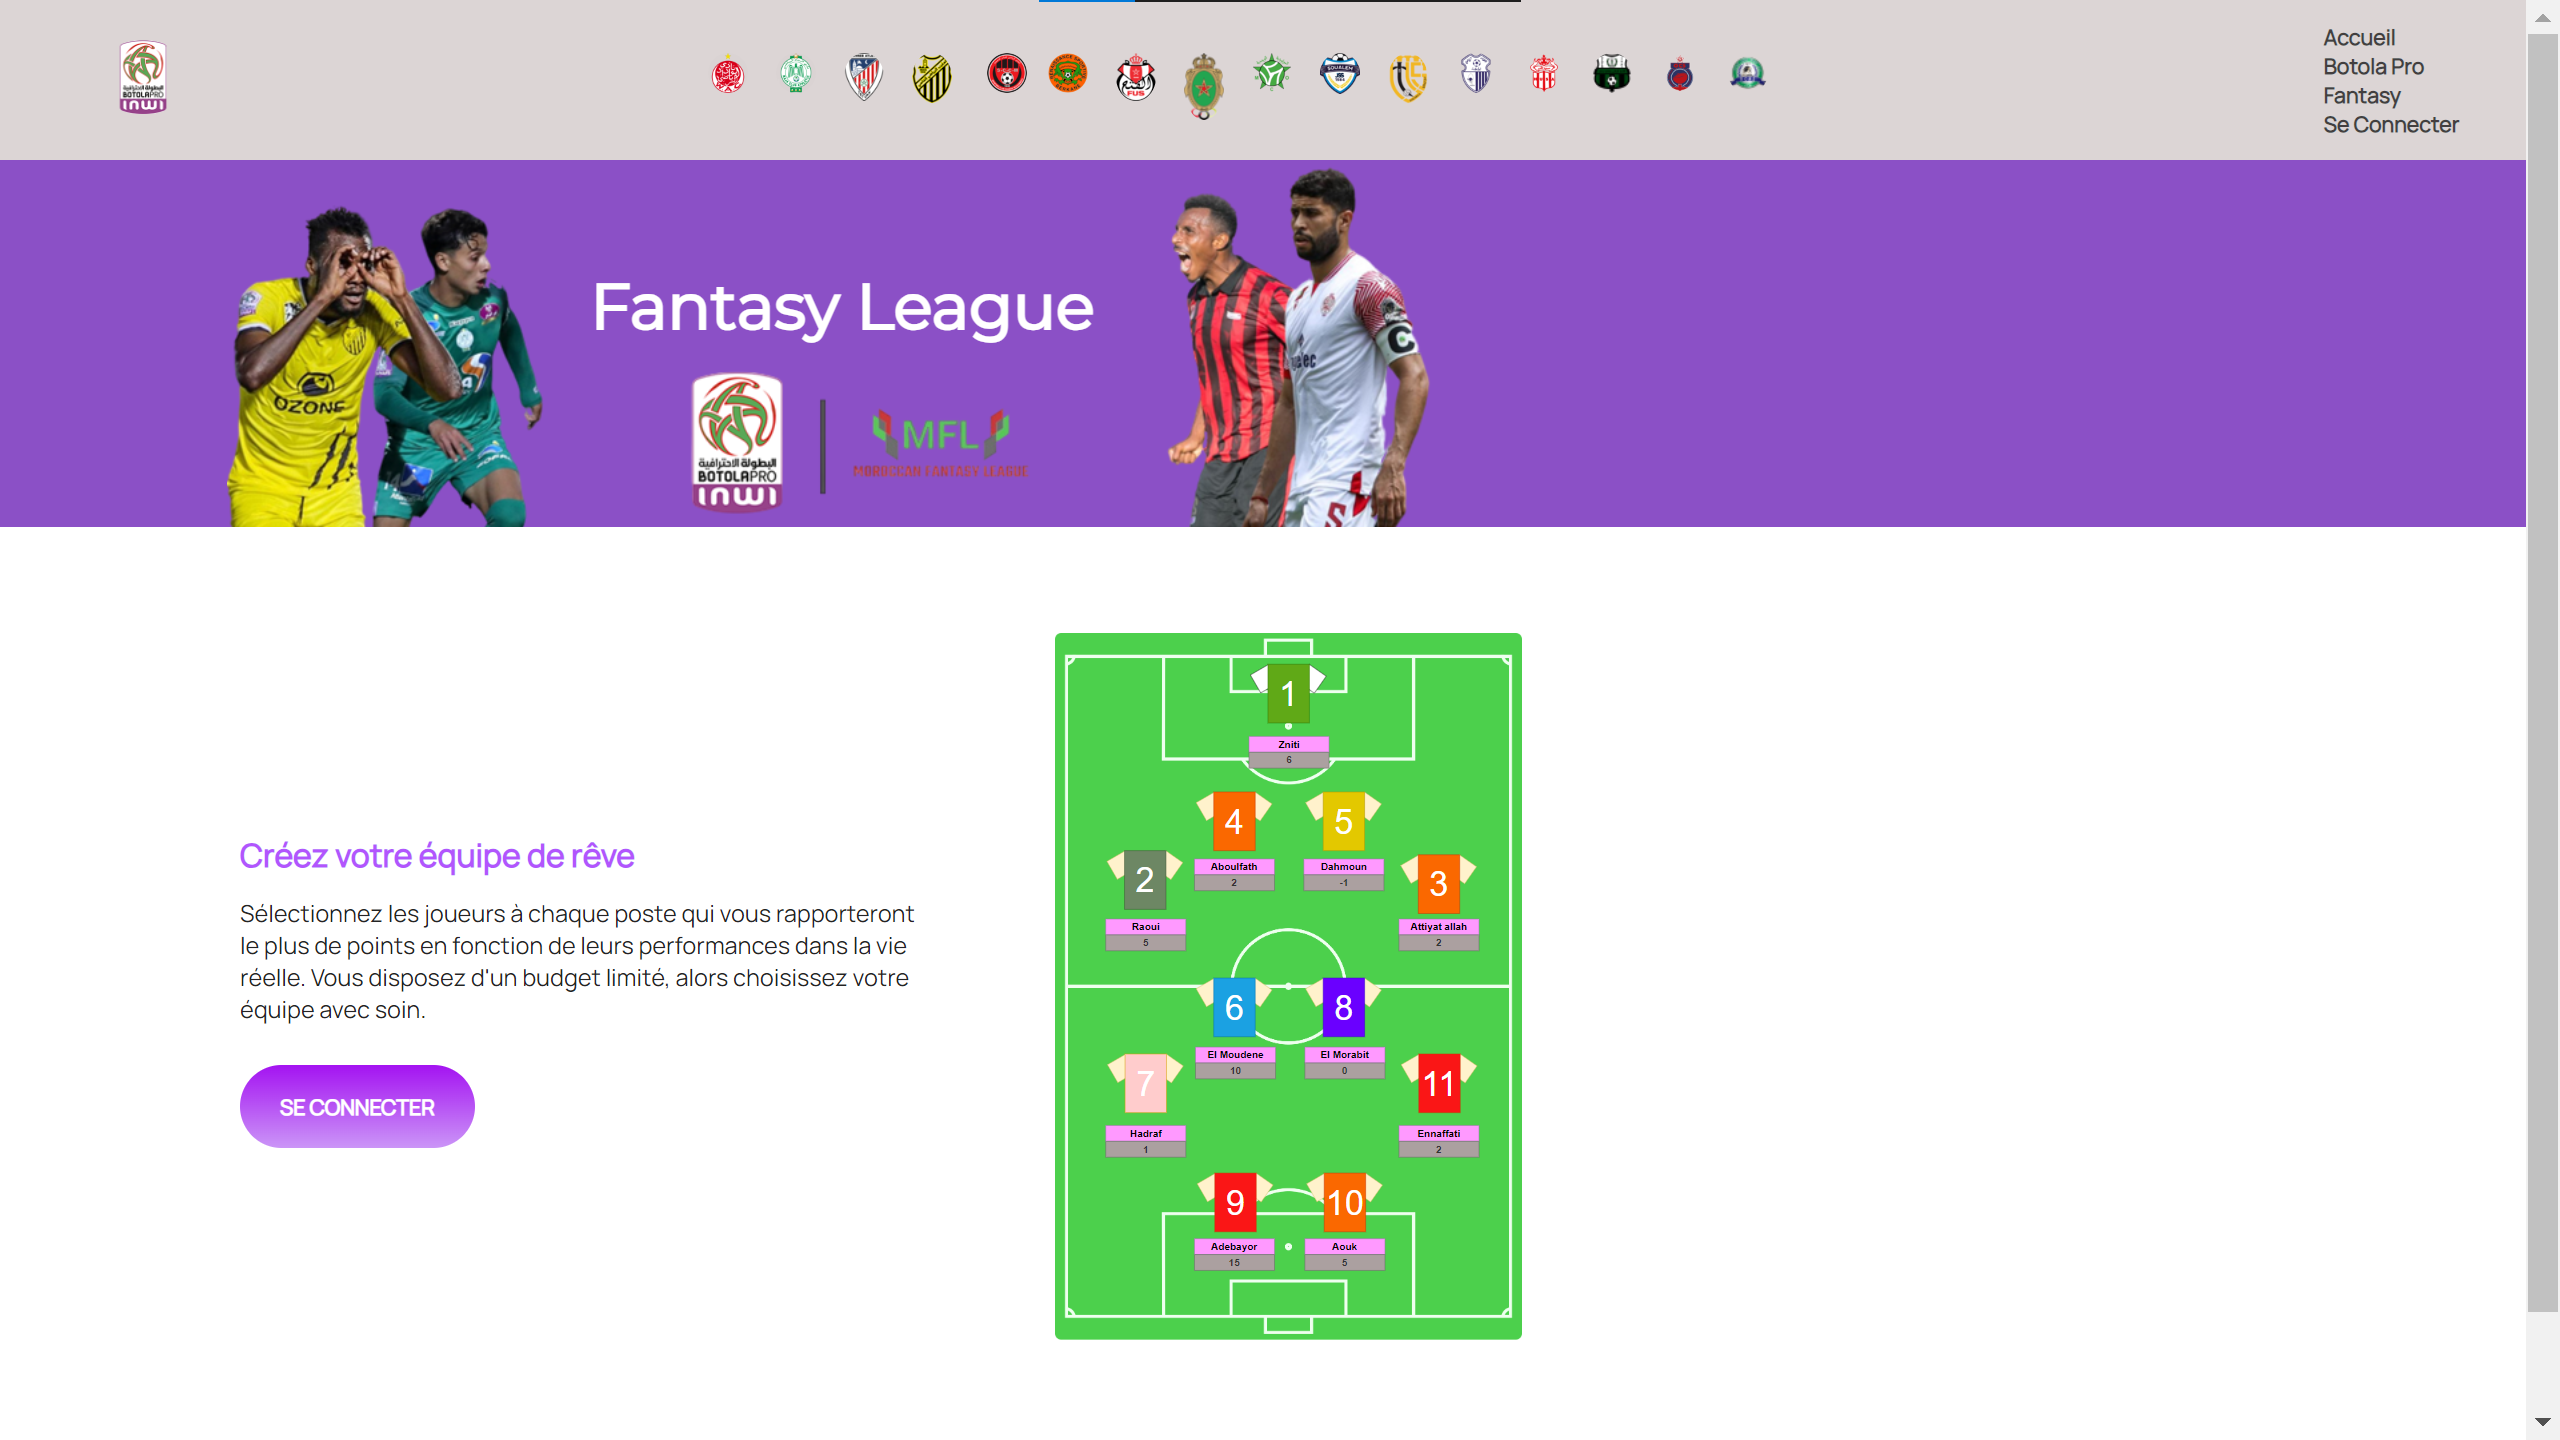 Accueil
Botola Pro
Fantasy
Se Connecter
FUS
SOUALEM
Fantasy League
OZONE
C
البطولة الاحترافية
BOTOLAPRO
inwi
MFL
MOROCCAN FANTASY LEAGUE
5
1
Zniti
6
4
5
Aboulfath
Dahmoun
2
-1
2
3
Raoui
Attiyat allah
5
2
Créez votre équipe de rêve
Sélectionnez les joueurs à chaque poste qui vous rapporteront
le plus de points en fonction de leurs performances dans la vie
réelle. Vous disposez d'un budget limité, alors choisissez votre
équipe avec soin.
SE CONNECTER
6
8
El Moudene
El Morabit
10
0
7
11
Hadraf
Ennaffati
1
2
9
10
Adebayor
Aouk
15
5